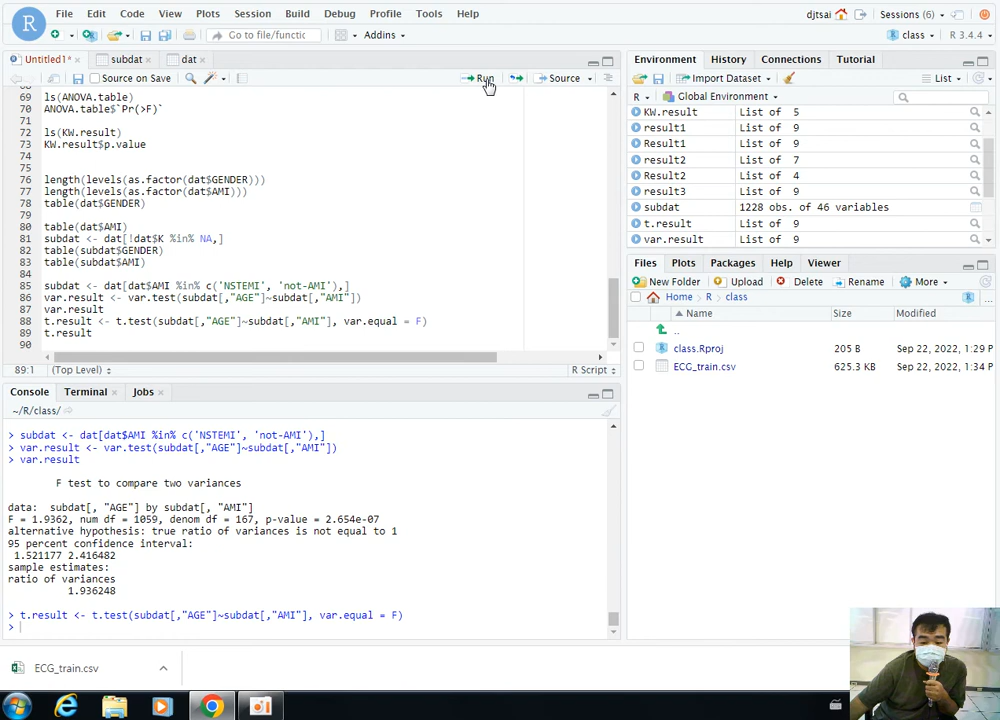 File Edit Code View Plots Session Build Debug Profile Tools Help
djtsai Sessions (6)
Go to file/functic Addins class R 3.4.4
Untitled1* subdat dat
Source on Save Run Source
69 ls(ANOVA.table)
70 ANOVA.table$`Pr(>F)`
71
72 ls(KW.result)
73 KW.result$p.value
74
75
76 length(levels(as.factor(dat$GENDER)))
77 length(levels(as.factor(dat$AMI)))
78 table(dat$GENDER)
79
80 table(dat$AMI)
81 subdat <- dat[!dat$K %in% NA,]
82 table(subdat$GENDER)
83 table(subdat$AMI)
84
85 subdat <- dat[dat$AMI %in% c('NSTEMI', 'not-AMI'),]
86 var.result <- var.test(subdat[,"AGE"]~subdat[,"AMI"])
87 var.result
88 t.result <- t.test(subdat[,"AGE"]~subdat[,"AMI"], var.equal = F)
89 t.result
90
89:1 (Top Level) R Script
Console Terminal Jobs
~/R/class/
> subdat <- dat[dat$AMI %in% c('NSTEMI', 'not-AMI'),]
> var.result <- var.test(subdat[,"AGE"]~subdat[,"AMI"])
> var.result
F test to compare two variances
data: subdat[, "AGE"] by subdat[, "AMI"]
F = 1.9362, num df = 1059, denom df = 167, p-value = 2.654e-07
alternative hypothesis: true ratio of variances is not equal to 1
95 percent confidence interval:
1.521177 2.416482
sample estimates:
ratio of variances
1.936248
> t.result <- t.test(subdat[,"AGE"]~subdat[,"AMI"], var.equal = F)
>
Environment History Connections Tutorial
Import Dataset List
R Global Environment
KW.result List of 5
result1 List of 9
Result1 List of 9
result2 List of 7
Result2 List of 4
result3 List of 9
subdat 1228 obs. of 46 variables
t.result List of 9
var.result List of 9
Files Plots Packages Help Viewer
New Folder Upload Delete Rename More
Home R class ...
Name Size Modified
..
class.Rproj 205 B Sep 22, 2022, 1:29 P
ECG_train.csv 625.3 KB Sep 22, 2022, 1:34 P
ECG_train.csv